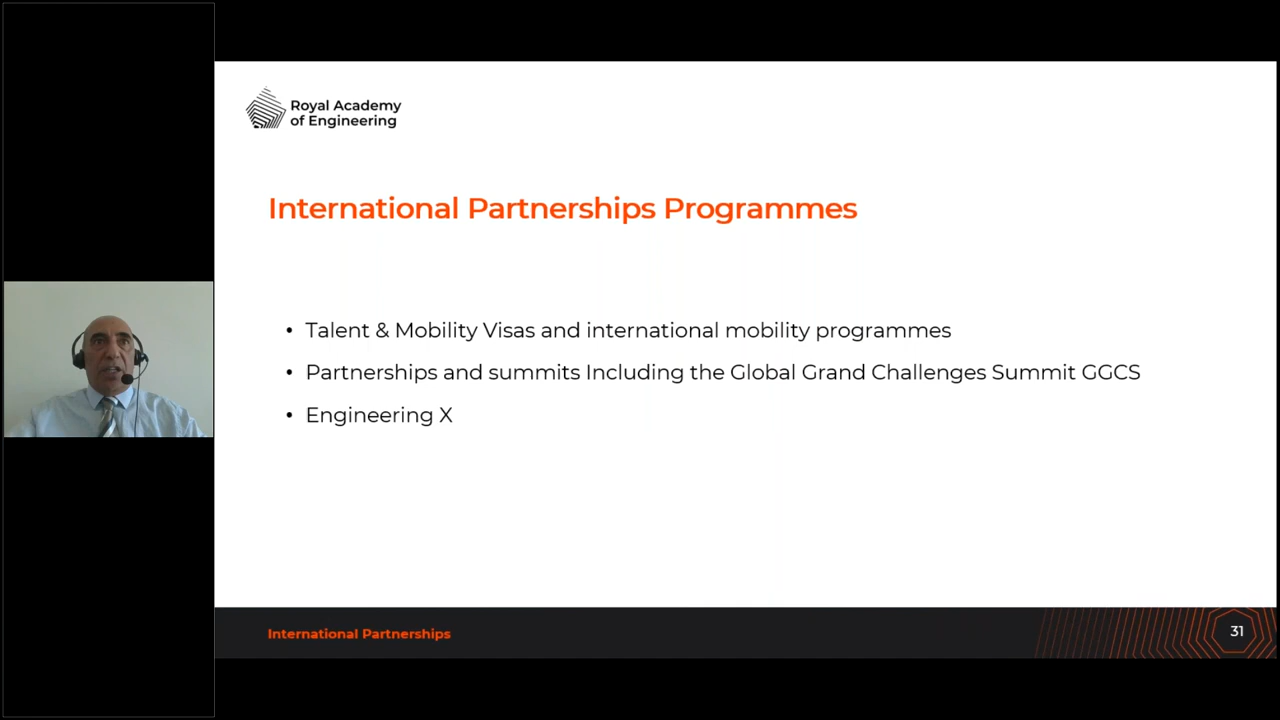 Royal Academy
of Engineering
International Partnerships Programmes
• Talent & Mobility Visas and international mobility programmes
• Partnerships and summits Including the Global Grand Challenges Summit GGCS
• Engineering X
International Partnerships
31